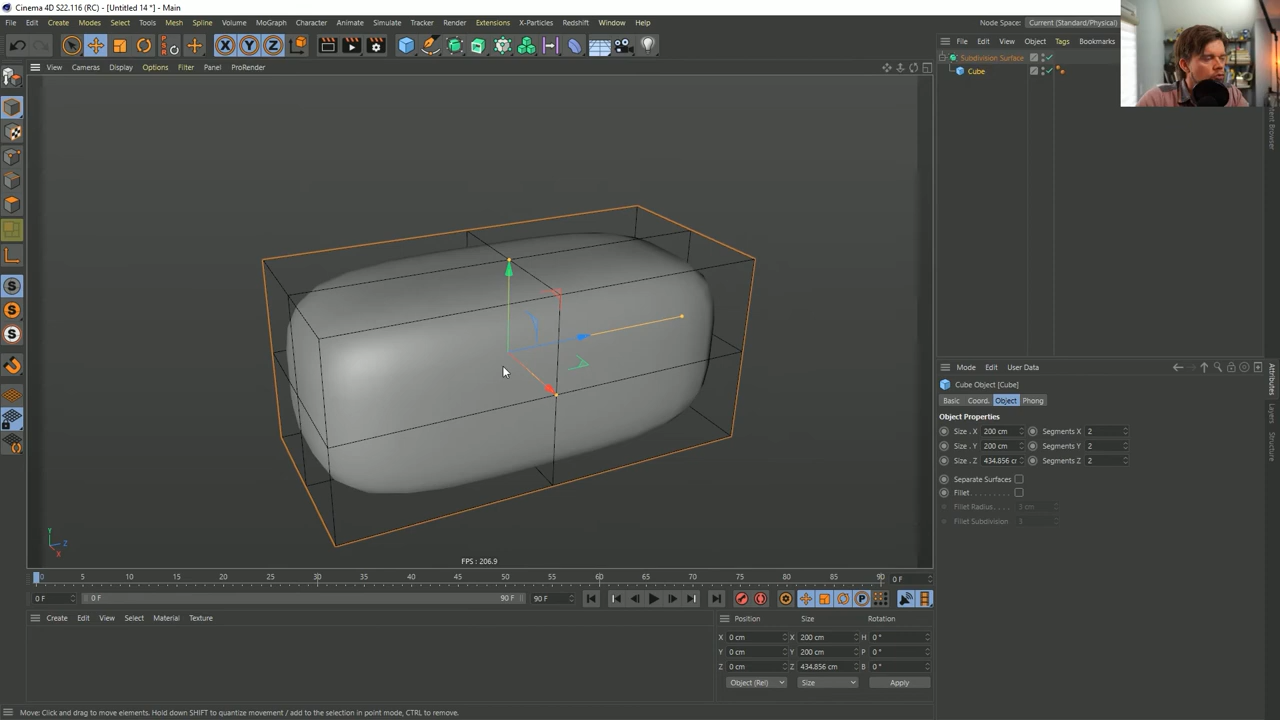 Cinema 4D S22.116 (RC) - [Untitled 14 *] - Main
File Edit Create Modes Select Tools Mesh Spline Volume MoGraph Character Animate Simulate Tracker Render Extensions X-Particles Redshift Window Help Node Space: Current (Standard/Physical)
View Cameras Display Options Filter Panel ProRender
File Edit View Object Tags Bookmarks
Subdivision Surface
Cube
Content Browser
Mode Edit User Data
Cube Object [Cube]
Basic Coord. Object Phong
Object Properties
Size . X 200 cm Segments X 2
Size . Y 200 cm Segments Y 2
Size . Z 434.856 c Segments Z 2
Separate Surfaces
Fillet
Fillet Radius
Fillet Subdivision
Attributes
Layers
Structure
X Y Z
Y
Z
X
FPS : 206.9
0 5 10 15 20 25 30 35 40 45 50 55 60 65 70 75 80 85 90 0 F
0 F 0 F 90 F 90 F
Create Edit View Select Material Texture
Position Size Rotation
X 0 cm X 200 cm H 0 °
Y 0 cm Y 200 cm P 0 °
Z 0 cm Z 434.856 cm B 0 °
Object (Rel) Size Apply
Move: Click and drag to move elements. Hold down SHIFT to quantize movement / add to the selection in point mode, CTRL to remove.